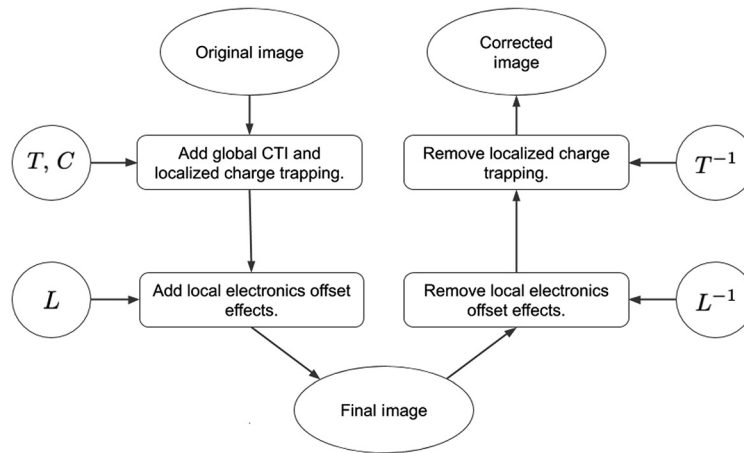 Original image
Corrected
image
T, C
Add global CTI and
localized charge trapping.
Remove localized charge
trapping.
T⁻¹
L
Add local electronics offset
effects.
Remove local electronics
offset effects.
L⁻¹
Final image